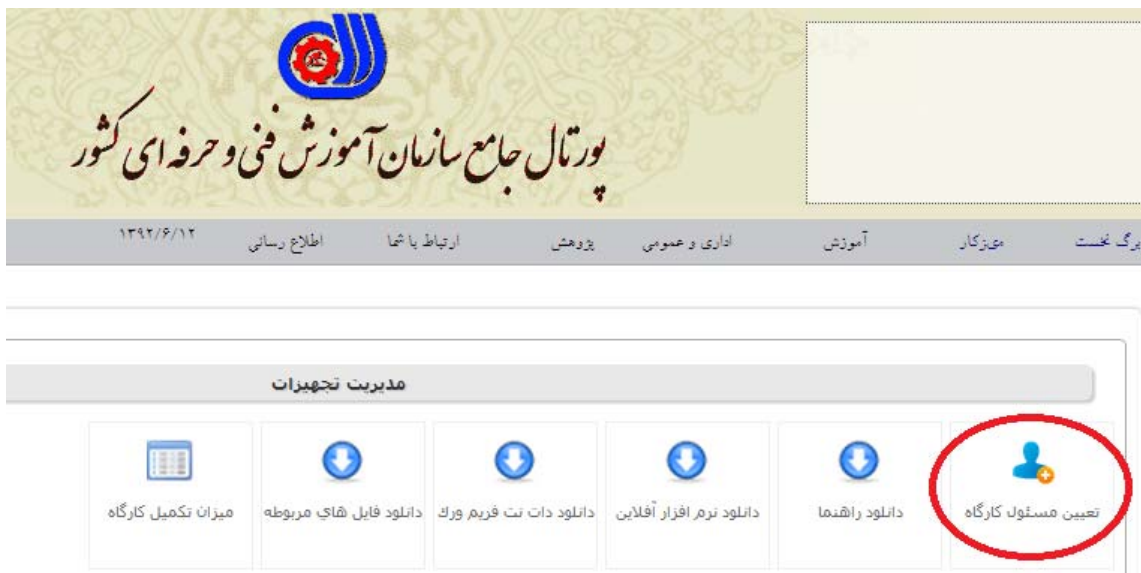 پورتال جامع سازمان آموزش فنی و حرفه ای کشور
برگ نخست میزکار آموزش اداری و عمومی پژوهش ارتباط با شما اطلاع رسانی ۱۳۹۲/۶/۱۲
مدیریت تجهیزات
تعیین مسئول کارگاه دانلود راهنما دانلود نرم افزار آفلاین دانلود دات نت فریم ورك دانلود فایل هاي مربوطه میزان تکمیل کارگاه